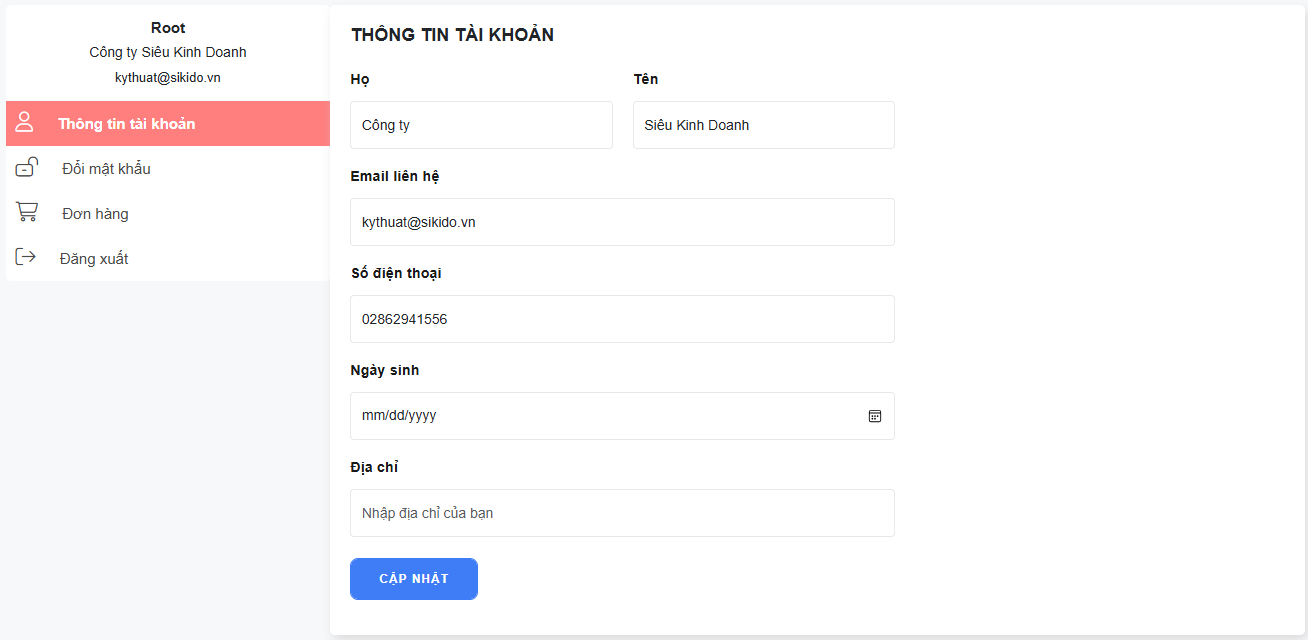 Root
Công ty Siêu Kinh Doanh
kythuat@sikido.vn
Thông tin tài khoản
Đổi mật khẩu
Đơn hàng
Đăng xuất
THÔNG TIN TÀI KHOẢN
Họ
Tên
Công ty
Siêu Kinh Doanh
Email liên hệ
kythuat@sikido.vn
Số điện thoại
02862941556
Ngày sinh
mm/dd/yyyy
Địa chỉ
Nhập địa chỉ của bạn
CẬP NHẬT